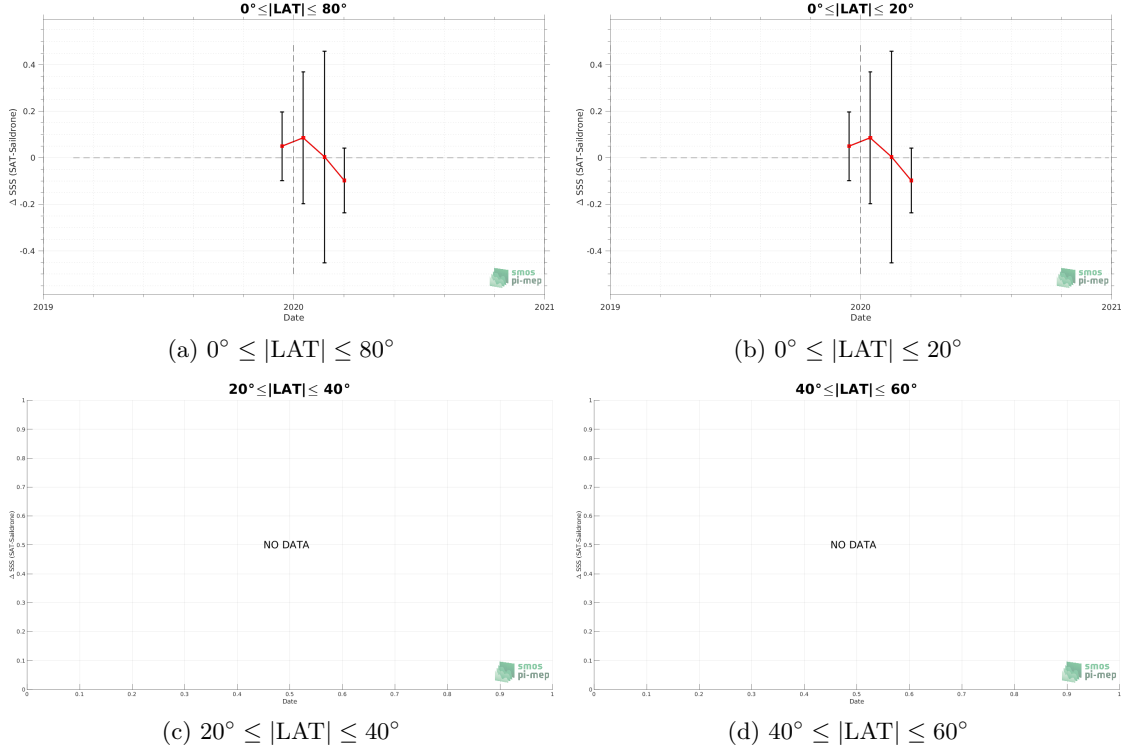 0°≤|LAT|≤ 80°
Δ SSS (SAT-Saildrone)
0.4
0.2
0
-0.2
-0.4
2019
2020
2021
Date
smos
pi-mep
(a) 0° ≤ |LAT| ≤ 80°
0°≤|LAT|≤ 20°
Δ SSS (SAT-Saildrone)
0.4
0.2
0
-0.2
-0.4
2019
2020
2021
Date
smos
pi-mep
(b) 0° ≤ |LAT| ≤ 20°
20°≤|LAT|≤ 40°
Δ SSS (SAT-Saildrone)
1
0.9
0.8
0.7
0.6
0.5
0.4
0.3
0.2
0.1
0
NO DATA
0
0.1
0.2
0.3
0.4
0.5
0.6
0.7
0.8
0.9
1
Date
smos
pi-mep
(c) 20° ≤ |LAT| ≤ 40°
40°≤|LAT|≤ 60°
Δ SSS (SAT-Saildrone)
1
0.9
0.8
0.7
0.6
0.5
0.4
0.3
0.2
0.1
0
NO DATA
0
0.1
0.2
0.3
0.4
0.5
0.6
0.7
0.8
0.9
1
Date
smos
pi-mep
(d) 40° ≤ |LAT| ≤ 60°